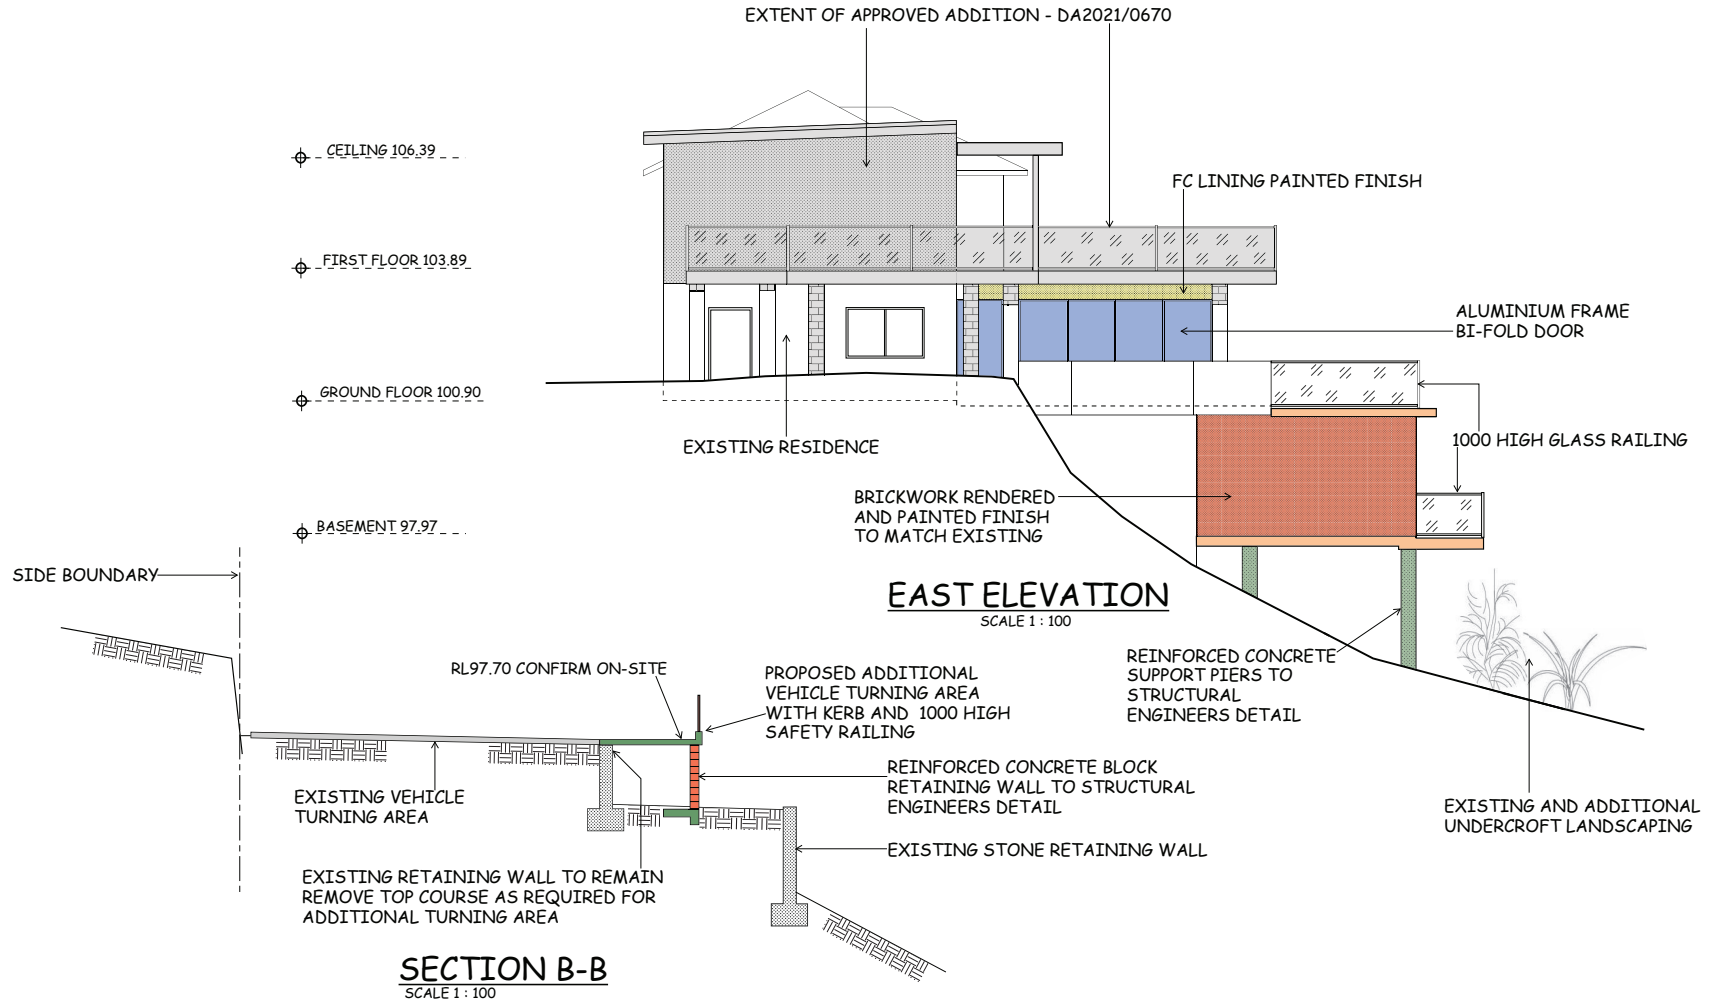 EXTENT OF APPROVED ADDITION - DA2021/0670
CEILING 106.39
FC LINING PAINTED FINISH
FIRST FLOOR 103.89
ALUMINIUM FRAME
BI-FOLD DOOR
GROUND FLOOR 100.90
EXISTING RESIDENCE
1000 HIGH GLASS RAILING
BRICKWORK RENDERED
AND PAINTED FINISH
TO MATCH EXISTING
BASEMENT 97.97
SIDE BOUNDARY
EAST ELEVATION
SCALE 1 : 100
RL97.70 CONFIRM ON-SITE
PROPOSED ADDITIONAL
VEHICLE TURNING AREA
WITH KERB AND 1000 HIGH
SAFETY RAILING
REINFORCED CONCRETE
SUPPORT PIERS TO
STRUCTURAL
ENGINEERS DETAIL
REINFORCED CONCRETE BLOCK
RETAINING WALL TO STRUCTURAL
ENGINEERS DETAIL
EXISTING VEHICLE
TURNING AREA
EXISTING AND ADDITIONAL
UNDERCROFT LANDSCAPING
EXISTING STONE RETAINING WALL
EXISTING RETAINING WALL TO REMAIN
REMOVE TOP COURSE AS REQUIRED FOR
ADDITIONAL TURNING AREA
SECTION B-B
SCALE 1 : 100